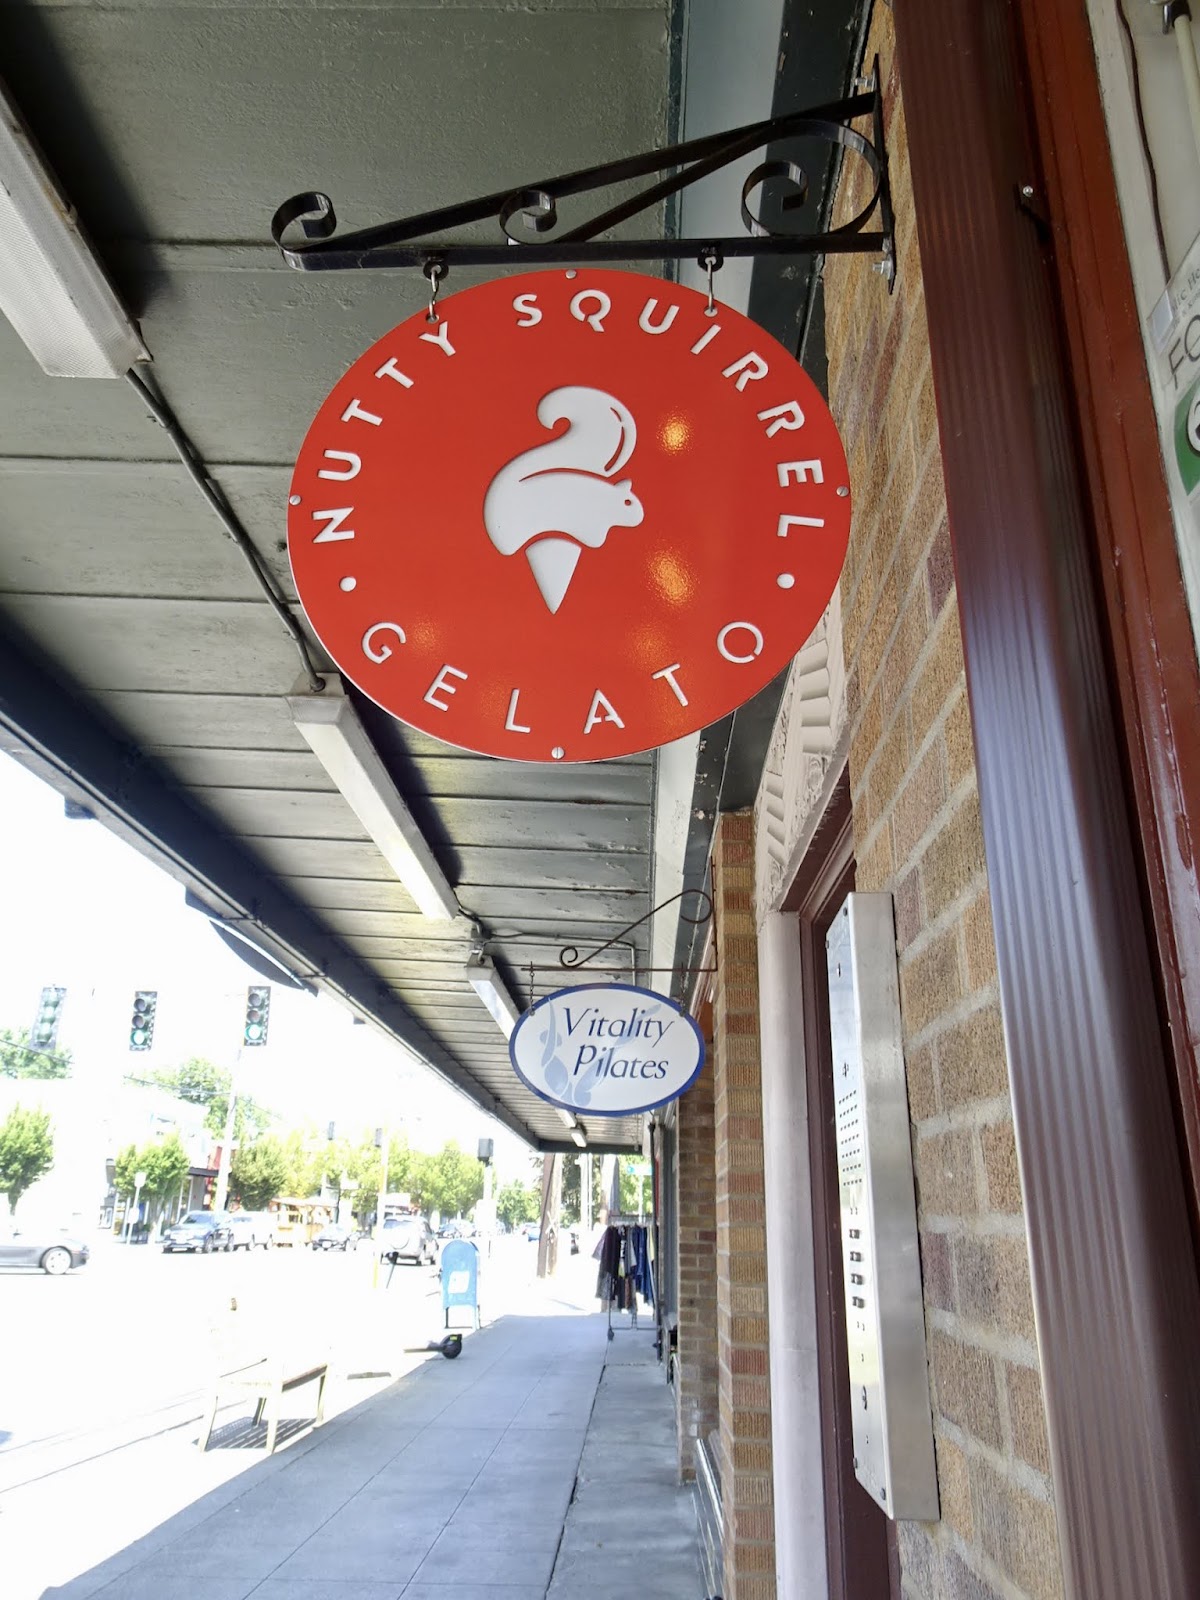 NUTTY SQUIRREL
GELATO
Vitality
Pilates